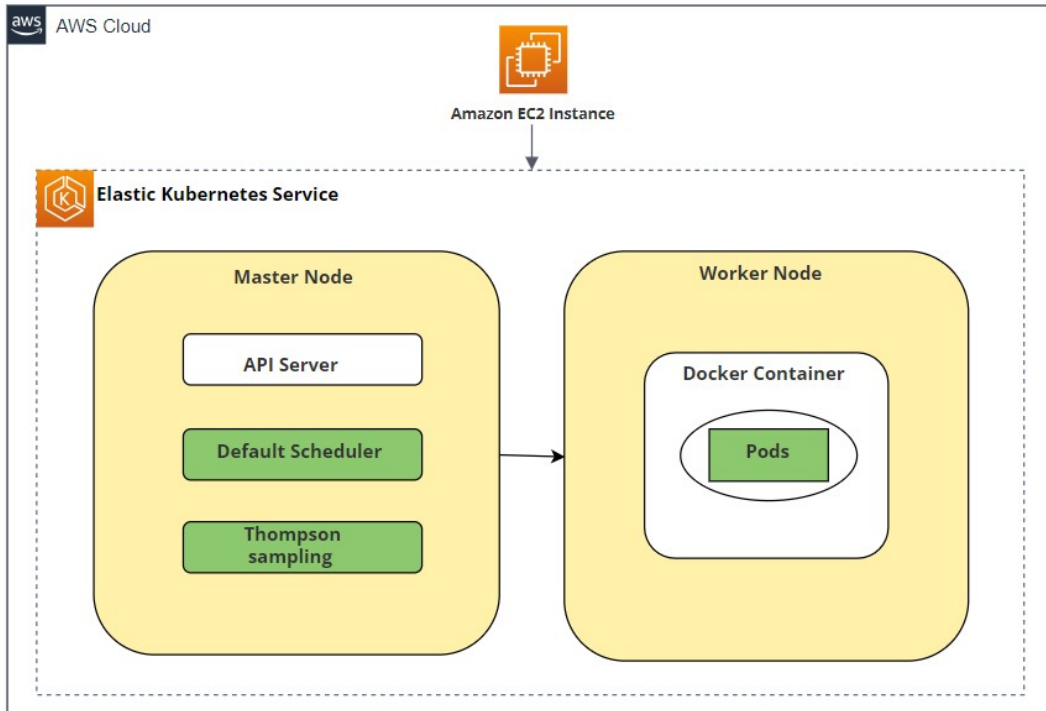 aws
AWS Cloud
Amazon EC2 Instance
K
Elastic Kubernetes Service
Master Node
API Server
Default Scheduler
Thompson
sampling
Worker Node
Docker Container
Pods